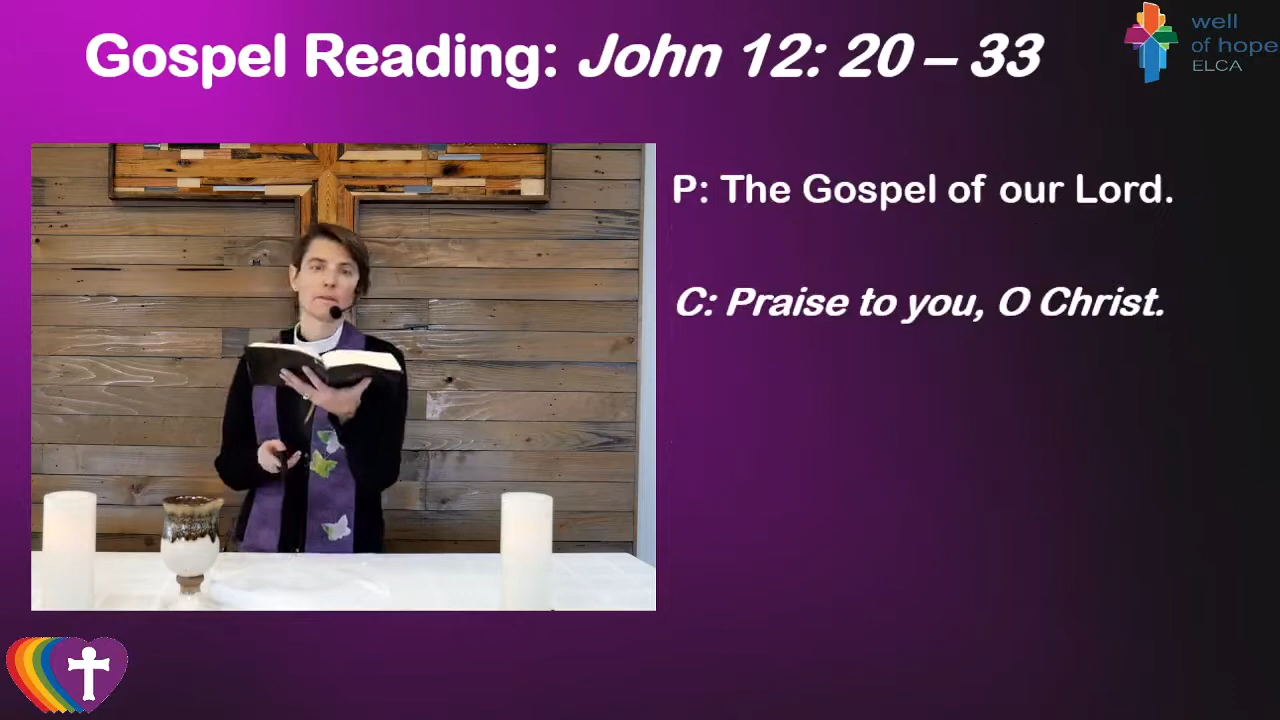 Gospel Reading: John 12: 20 – 33
well
of hope
ELCA
P: The Gospel of our Lord.
C: Praise to you, O Christ.